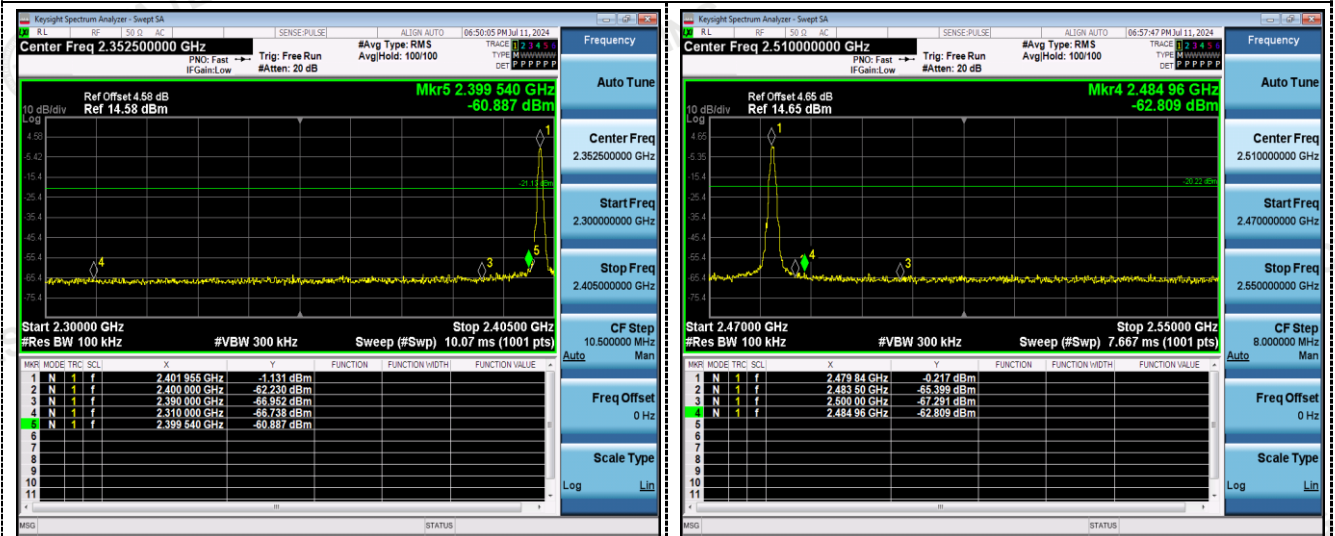 Keysight Spectrum Analyzer - Swept SA
RL RF 50 Ω AC SENSE:PULSE ALIGN AUTO 06:50:05 PM Jul 11, 2024
Center Freq 2.352500000 GHz
#Avg Type: RMS
Avg|Hold: 100/100
TRACE 1 2 3 4 5 6
TYPE M W W W W W
DET P P P P P P
PNO: Fast
IFGain:Low
Trig: Free Run
#Atten: 20 dB
Mkr5 2.399 540 GHz
-60.887 dBm
Ref Offset 4.58 dB
10 dB/div Ref 14.58 dBm
Log
4.58
-5.42
-15.4
-21.13 dBm
-25.4
-35.4
-45.4
-55.4
-65.4
-75.4
1
5
4
3
Start 2.30000 GHz Stop 2.40500 GHz
#Res BW 100 kHz #VBW 300 kHz Sweep (#Swp) 10.07 ms (1001 pts)
MKR MODE TRC SCL X Y FUNCTION FUNCTION WIDTH FUNCTION VALUE
1 N 1 f 2.401 955 GHz -1.131 dBm
2 N 1 f 2.400 000 GHz -62.230 dBm
3 N 1 f 2.390 000 GHz -66.952 dBm
4 N 1 f 2.310 000 GHz -66.738 dBm
5 N 1 f 2.399 540 GHz -60.887 dBm
6
7
8
9
10
11
MSG STATUS
Frequency
Auto Tune
Center Freq
2.352500000 GHz
Start Freq
2.300000000 GHz
Stop Freq
2.405000000 GHz
CF Step
10.500000 MHz
Auto Man
Freq Offset
0 Hz
Scale Type
Log Lin
Keysight Spectrum Analyzer - Swept SA
RL RF 50 Ω AC SENSE:PULSE ALIGN AUTO 06:57:47 PM Jul 11, 2024
Center Freq 2.510000000 GHz
#Avg Type: RMS
Avg|Hold: 100/100
TRACE 1 2 3 4 5 6
TYPE M W W W W W
DET P P P P P P
PNO: Fast
IFGain:Low
Trig: Free Run
#Atten: 20 dB
Mkr4 2.484 96 GHz
-62.809 dBm
Ref Offset 4.65 dB
10 dB/div Ref 14.65 dBm
Log
4.65
-5.35
-15.4
-20.22 dBm
-25.4
-35.4
-45.4
-55.4
-65.4
-75.4
1
4
3
Start 2.47000 GHz Stop 2.55000 GHz
#Res BW 100 kHz #VBW 300 kHz Sweep (#Swp) 7.667 ms (1001 pts)
MKR MODE TRC SCL X Y FUNCTION FUNCTION WIDTH FUNCTION VALUE
1 N 1 f 2.479 84 GHz -0.217 dBm
2 N 1 f 2.483 50 GHz -65.399 dBm
3 N 1 f 2.500 00 GHz -67.291 dBm
4 N 1 f 2.484 96 GHz -62.809 dBm
5
6
7
8
9
10
11
MSG STATUS
Frequency
Auto Tune
Center Freq
2.510000000 GHz
Start Freq
2.470000000 GHz
Stop Freq
2.550000000 GHz
CF Step
8.000000 MHz
Auto Man
Freq Offset
0 Hz
Scale Type
Log Lin